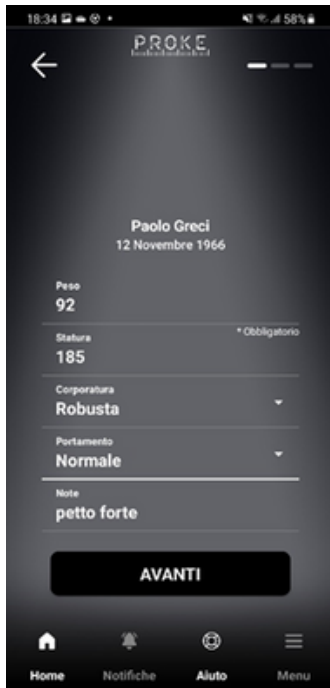 18:34 58%
PROKE
Paolo Greci
12 Novembre 1966
Peso
92
* Obbligatorio
Statura
185
Corporatura
Robusta
Portamento
Normale
Note
petto forte
AVANTI
Home Notifiche Aiuto Menu